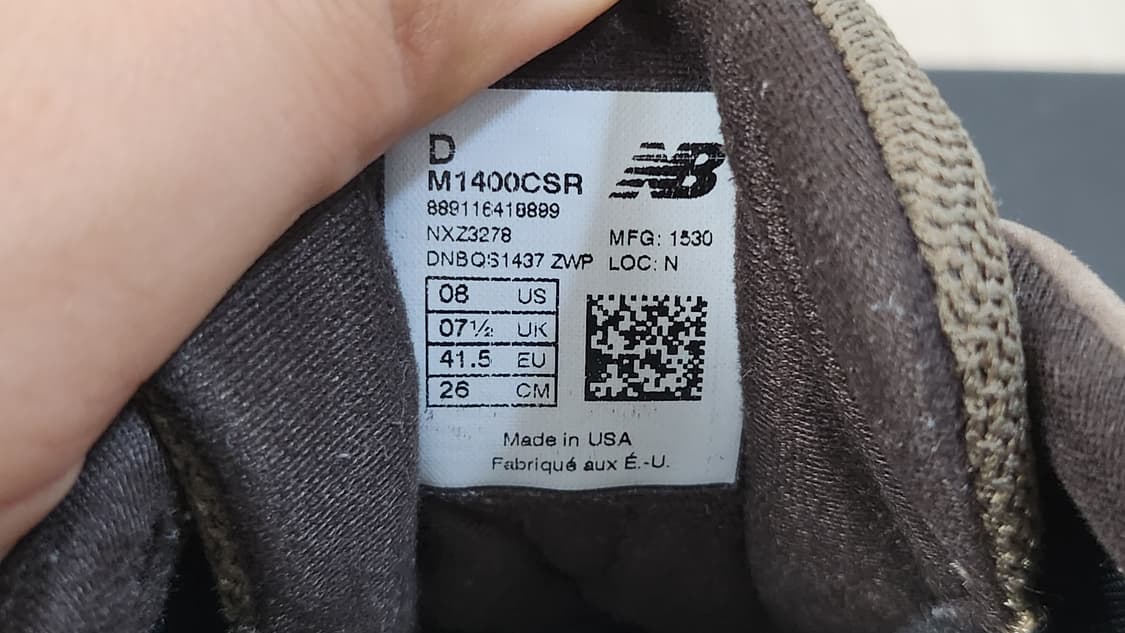 D
NB
M1400CSR
889116418899
NXZ3278
MFG: 1530
DNBQS1437 ZWP LOC: N
08 US
07½ UK
41.5 EU
26 CM
Made in USA
Fabriqué aux É.-U.